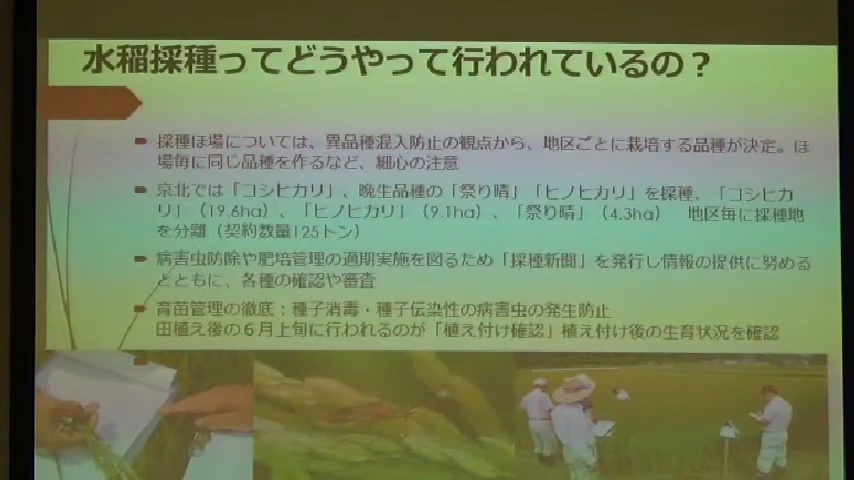 水稲採種ってどうやって行われているの？
採種ほ場については、異品種混入防止の観点から、地区ごとに栽培する品種が決定。ほ
場毎に同じ品種を作るなど、細心の注意
京北では「コシヒカリ」、晩生品種の「祭り晴」「ヒノヒカリ」を採種、「コシヒカ
リ」（19.6ha）、「ヒノヒカリ」（9.1ha）、「祭り晴」（4.3ha）　地区毎に採種地
を分離（契約数量125トン）
病害虫防除や肥培管理の適期実施を図るため「採種新聞」を発行し情報の提供に努める
とともに、各種の確認や審査
育苗管理の徹底：種子消毒・種子伝染性の病害虫の発生防止
田植え後の６月上旬に行われるのが「植え付け確認」植え付け後の生育状況を確認